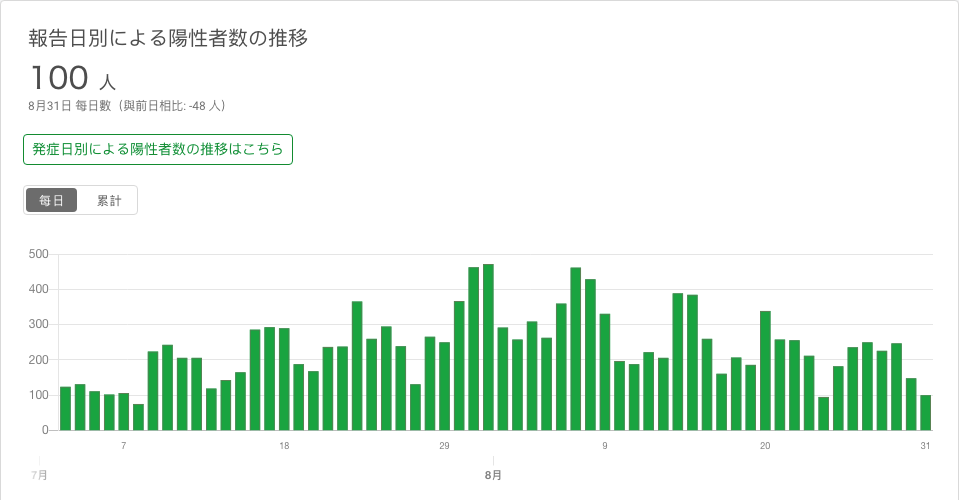 報告日別による陽性者数の推移
100 人
8月31日 每日數（與前日相比: -48 人）
発症日別による陽性者数の推移はこちら
每日 累計
500
400
300
200
100
0
7 18 29 9 20 31
7月 8月